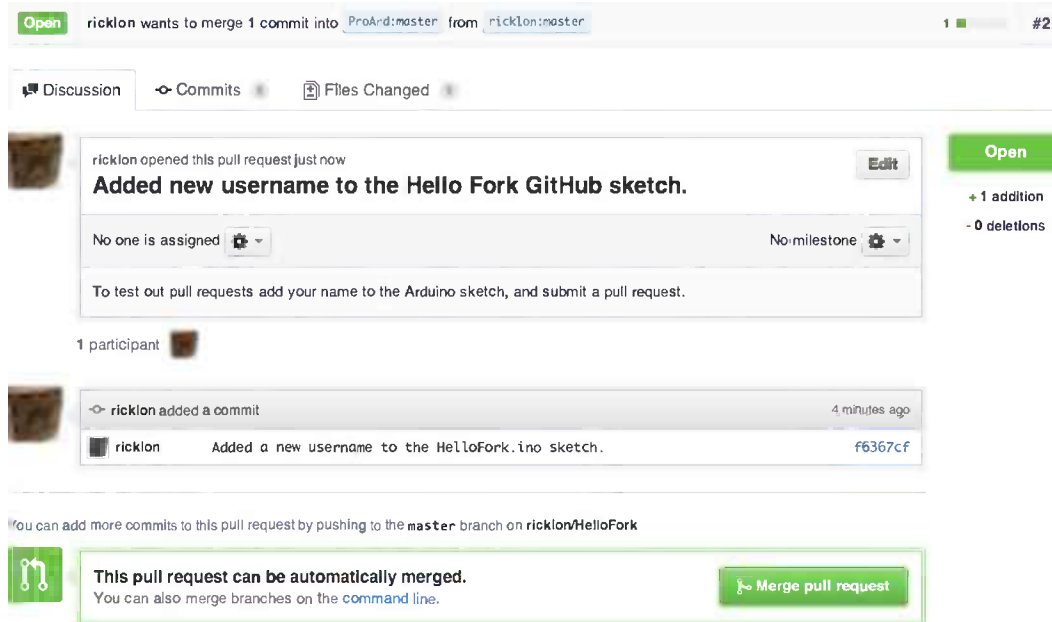 Open ricklon wants to merge 1 commit into ProArd:master from ricklon:master 1 #2
Discussion Commits Files Changed
ricklon opened this pull request just now Edit
Added new username to the Hello Fork GitHub sketch.
Open
+ 1 addition
- 0 deletions
No one is assigned No milestone
To test out pull requests add your name to the Arduino sketch, and submit a pull request.
1 participant
ricklon added a commit 4 minutes ago
ricklon Added a new username to the HelloFork.ino sketch. f6367cf
You can add more commits to this pull request by pushing to the master branch on ricklon/HelloFork
This pull request can be automatically merged.
You can also merge branches on the command line.
Merge pull request